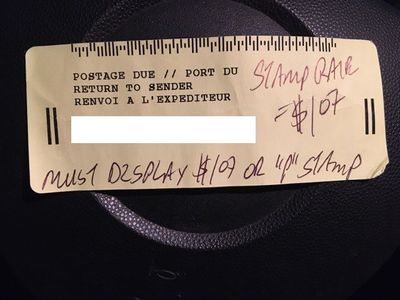 POSTAGE DUE // PORT DU
RETURN TO SENDER
RENVOI A L'EXPEDITEUR
STAMP RATE
= $1/07
MUST DISPLAY $1/07 OR "P" STAMP